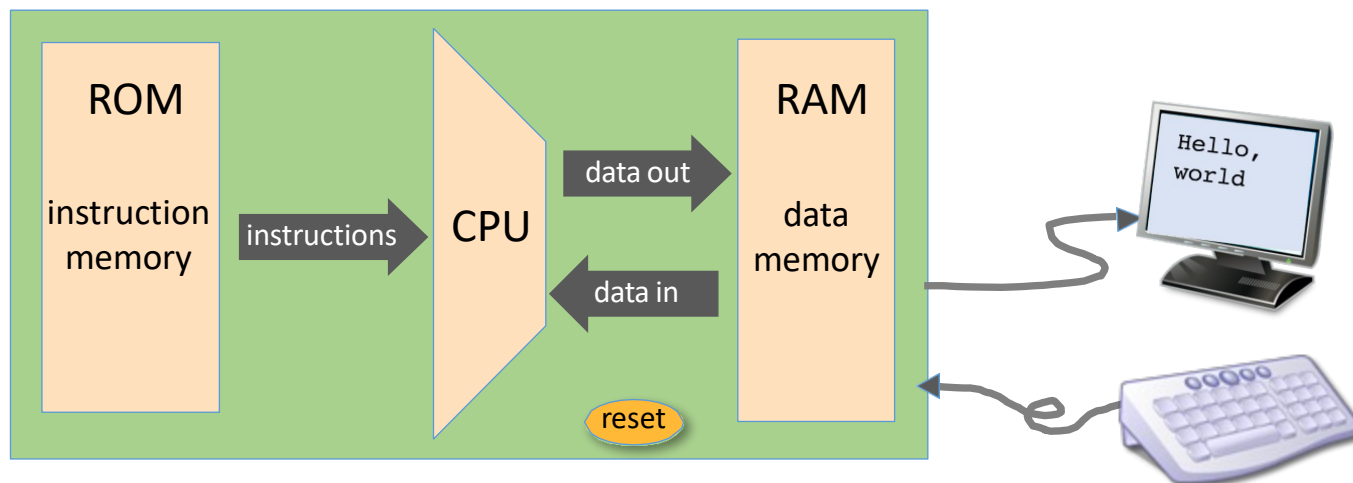 ROM
instruction
memory
instructions
CPU
data out
data in
RAM
data
memory
reset
Hello,
world